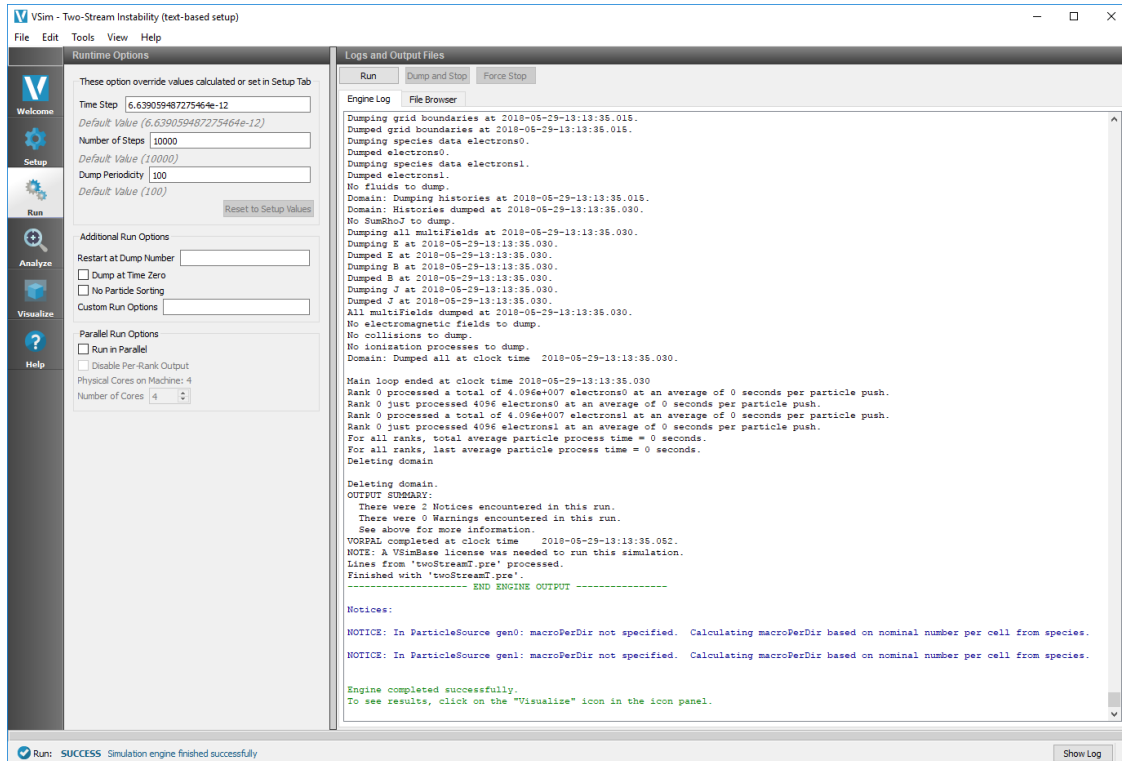 VSim - Two-Stream Instability (text-based setup)
File Edit Tools View Help
Welcome
Setup
Run
Analyze
Visualize
Help
Runtime Options
These option override values calculated or set in Setup Tab
Time Step 6.639059487275464e-12
Default Value (6.639059487275464e-12)
Number of Steps 10000
Default Value (10000)
Dump Periodicity 100
Default Value (100)
Reset to Setup Values
Additional Run Options
Restart at Dump Number
Dump at Time Zero
No Particle Sorting
Custom Run Options
Parallel Run Options
Run in Parallel
Disable Per-Rank Output
Physical Cores on Machine: 4
Number of Cores 4
Logs and Output Files
Run Dump and Stop Force Stop
Engine Log File Browser
Dumping grid boundaries at 2018-05-29-13:13:35.015.
Dumped grid boundaries at 2018-05-29-13:13:35.015.
Dumping species data electrons0.
Dumped electrons0.
Dumping species data electrons1.
Dumped electrons1.
No fluids to dump.
Domain: Dumping histories at 2018-05-29-13:13:35.015.
Domain: Histories dumped at 2018-05-29-13:13:35.030.
No SumRhoJ to dump.
Dumping all multiFields at 2018-05-29-13:13:35.030.
Dumping E at 2018-05-29-13:13:35.030.
Dumped E at 2018-05-29-13:13:35.030.
Dumping B at 2018-05-29-13:13:35.030.
Dumped B at 2018-05-29-13:13:35.030.
Dumping J at 2018-05-29-13:13:35.030.
Dumped J at 2018-05-29-13:13:35.030.
All multiFields dumped at 2018-05-29-13:13:35.030.
No electromagnetic fields to dump.
No collisions to dump.
No ionization processes to dump.
Domain: Dumped all at clock time 2018-05-29-13:13:35.030.
Main loop ended at clock time 2018-05-29-13:13:35.030
Rank 0 processed a total of 4.096e+007 electrons0 at an average of 0 seconds per particle push.
Rank 0 just processed 4096 electrons0 at an average of 0 seconds per particle push.
Rank 0 processed a total of 4.096e+007 electrons1 at an average of 0 seconds per particle push.
Rank 0 just processed 4096 electrons1 at an average of 0 seconds per particle push.
For all ranks, total average particle process time = 0 seconds.
For all ranks, last average particle process time = 0 seconds.
Deleting domain
Deleting domain.
OUTPUT SUMMARY:
There were 2 Notices encountered in this run.
There were 0 Warnings encountered in this run.
See above for more information.
VORPAL completed at clock time 2018-05-29-13:13:35.052.
NOTE: A VSimBase license was needed to run this simulation.
Lines from 'twoStreamT.pre' processed.
Finished with 'twoStreamT.pre'.
--------------------- END ENGINE OUTPUT ----------------
Notices:
NOTICE: In ParticleSource gen0: macroPerDir not specified. Calculating macroPerDir based on nominal number per cell from species.
NOTICE: In ParticleSource gen1: macroPerDir not specified. Calculating macroPerDir based on nominal number per cell from species.
Engine completed successfully.
To see results, click on the "Visualize" icon in the icon panel.
Run: SUCCESS Simulation engine finished successfully
Show Log